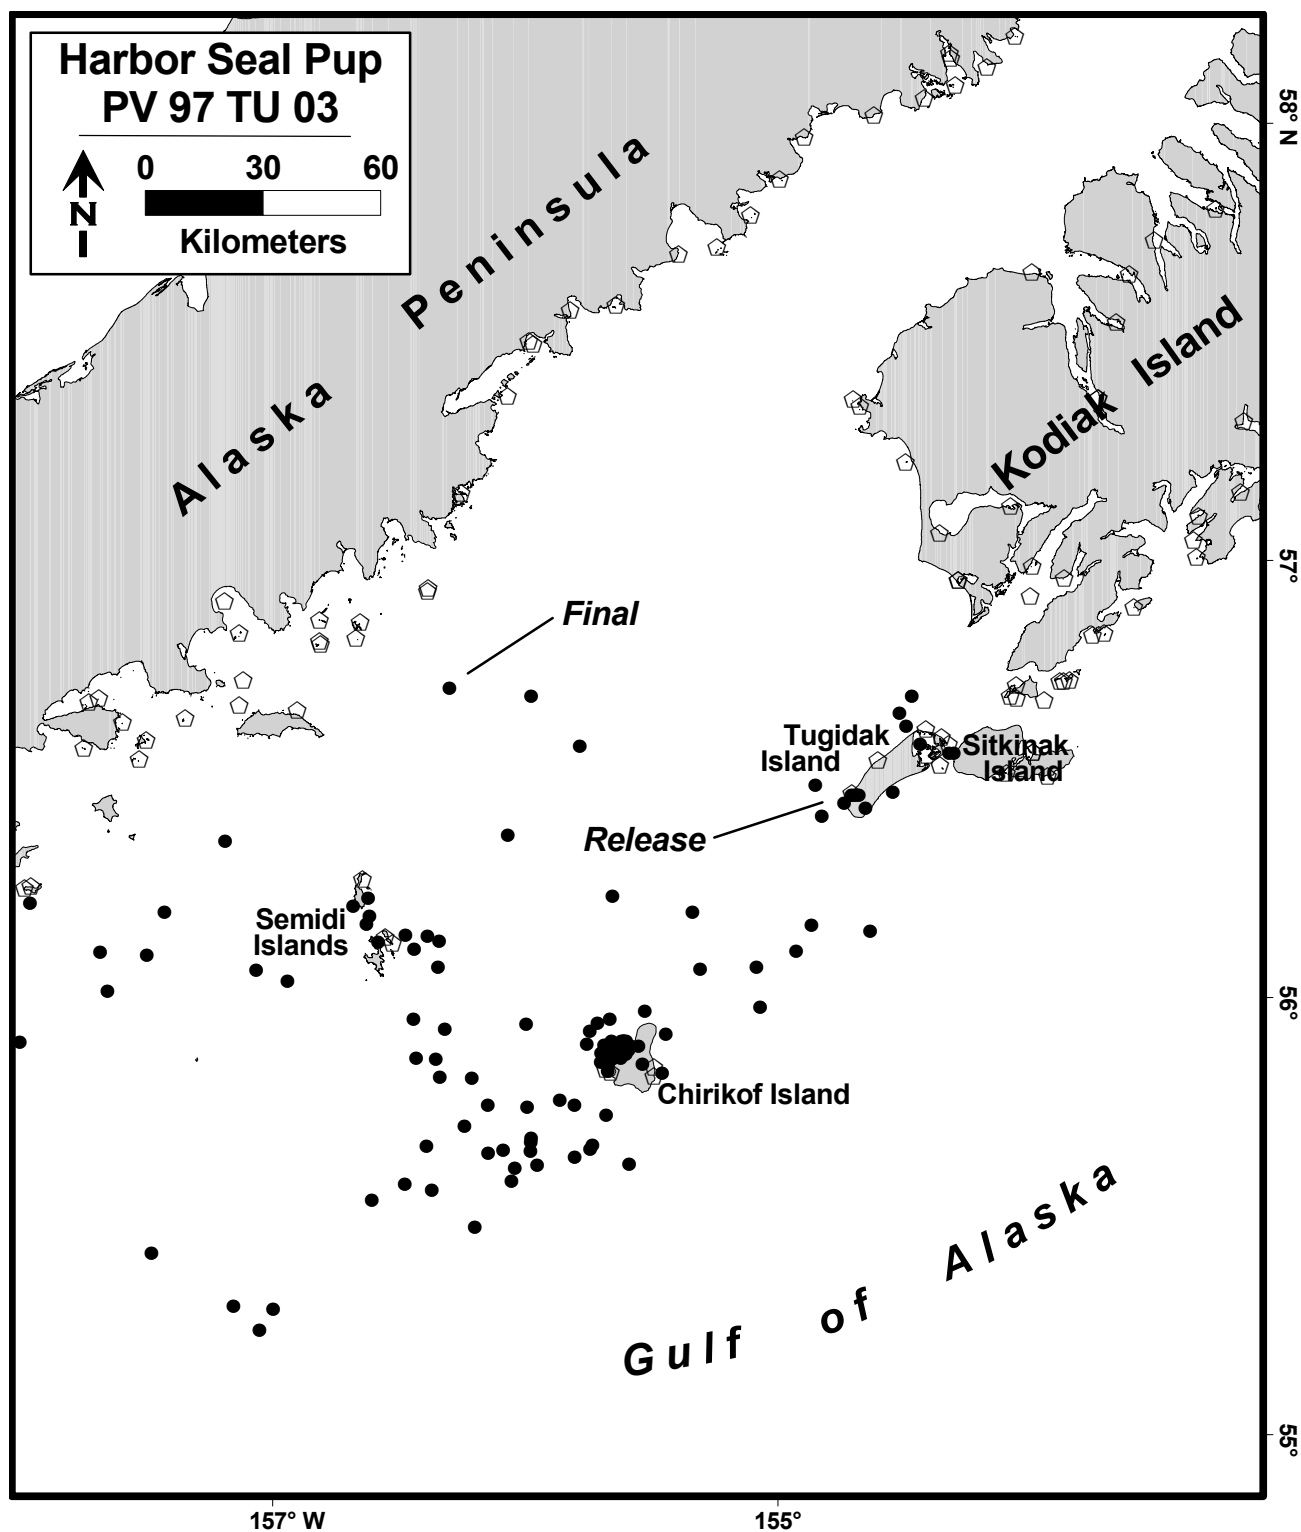 Harbor Seal Pup
PV 97 TU 03
0 30 60
N
Kilometers
58° N
Alaska Peninsula
Kodiak Island
57°
Final
Tugidak
Island
Sitkinak
Island
Release
Semidi
Islands
56°
Chirikof Island
Gulf of Alaska
55°
157° W 155°